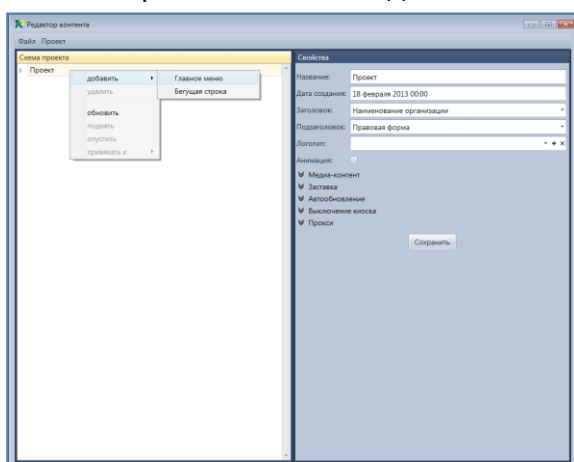 Редактор контента
Файл Проект
Схема проекта
Проект
добавить
удалить
обновить
поднять
опустить
привязать к
Главное меню
Бегущая строка
Свойства
Название: Проект
Дата создания: 18 февраля 2013 00:00
Заголовок: Наименование организации
Подзаголовок: Правовая форма
Логотип:
Анимация:
Медиа-контент
Заставка
Автообновление
Выключение киоска
Прокси
Сохранить